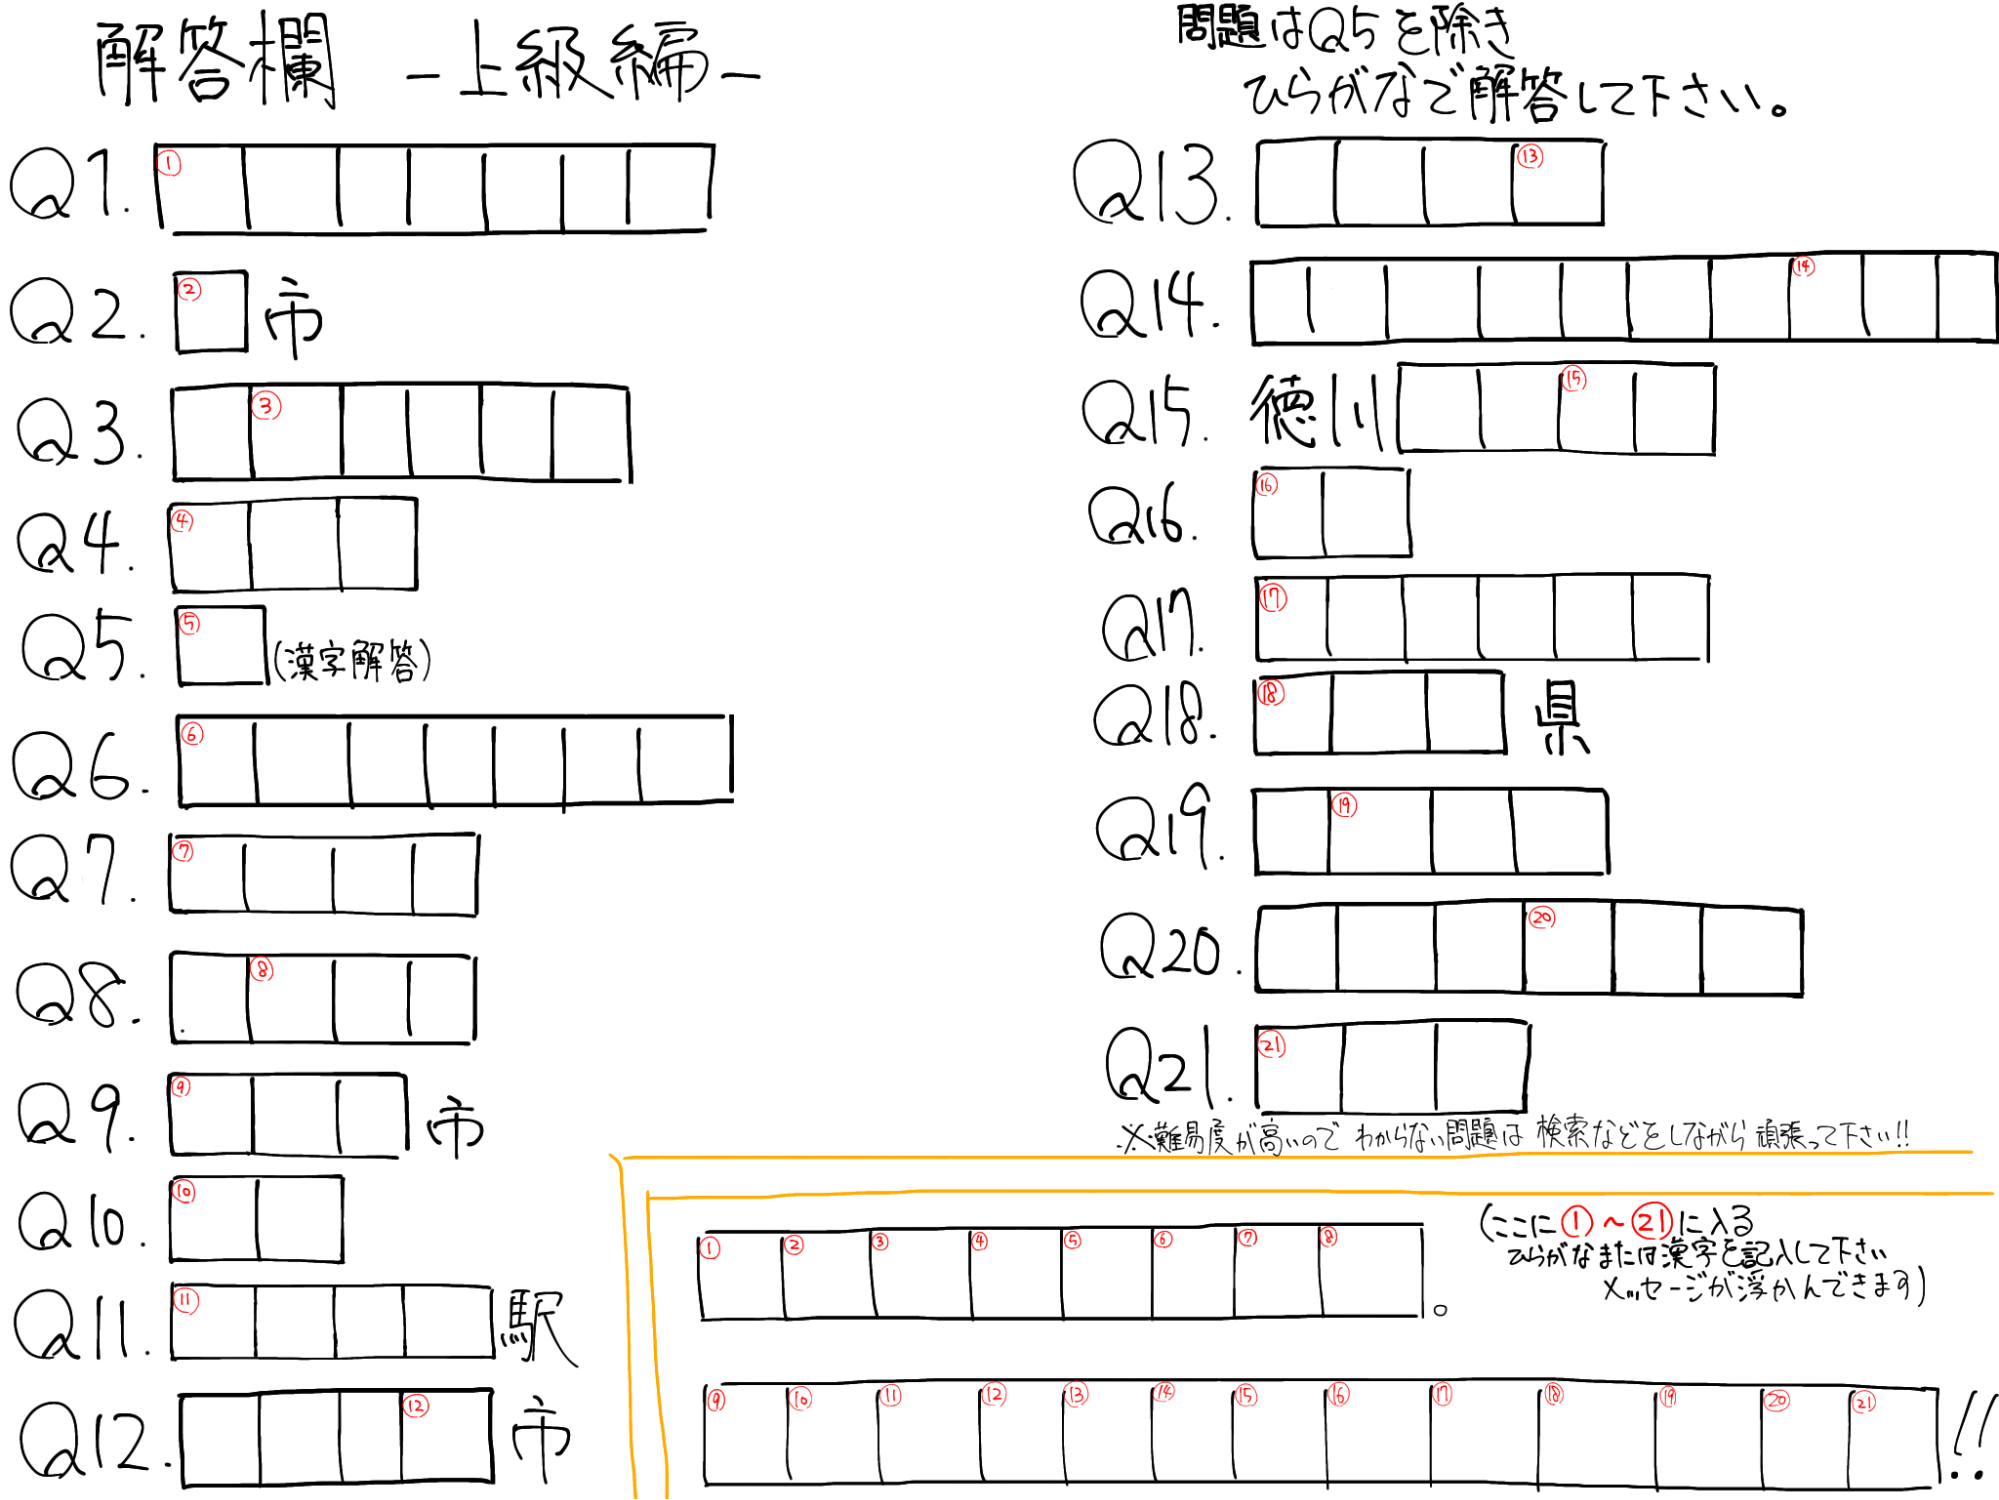 解答欄 -上級編-
問題はQ5を除き
ひらがなで解答して下さい。
Q1. ①
Q2. ② 市
Q3. ③
Q4. ④
Q5. ⑤ (漢字解答)
Q6. ⑥
Q7. ⑦
Q8. ⑧
Q9. ⑨ 市
Q10. ⑩
Q11. ⑪ 駅
Q12. ⑫ 市
Q13. ⑬
Q14. ⑭
Q15. 徳川 ⑮
Q16. ⑯
Q17. ⑰
Q18. ⑱ 県
Q19. ⑲
Q20. ⑳
Q21. ㉑
※難易度が高いので わからない問題は 検索などをしながら 頑張って下さい!!
(ここに①~㉑に入る
ひらがなまたは漢字を記入して下さい
メッセージが浮かんできます)
① ② ③ ④ ⑤ ⑥ ⑦ ⑧ 。
⑨ ⑩ ⑪ ⑫ ⑬ ⑭ ⑮ ⑯ ⑰ ⑱ ⑲ ⑳ ㉑ !!